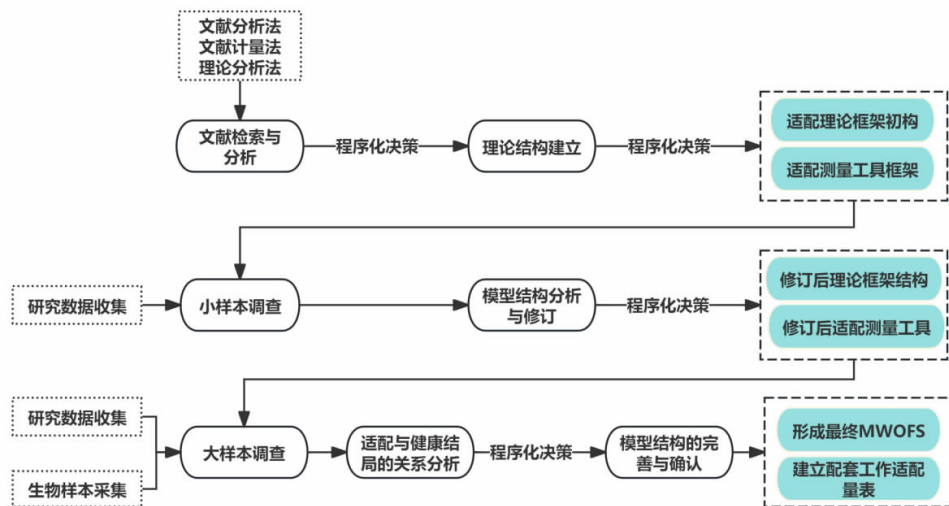 文献分析法
文献计量法
理论分析法
文献检索与
分析
程序化决策
理论结构建立
程序化决策
适配理论框架初构
适配测量工具框架
研究数据收集
小样本调查
模型结构分析
与修订
程序化决策
修订后理论框架结构
修订后适配测量工具
研究数据收集
生物样本采集
大样本调查
适配与健康结
局的关系分析
程序化决策
模型结构的完
善与确认
形成最终MWOFS
建立配套工作适配
量表